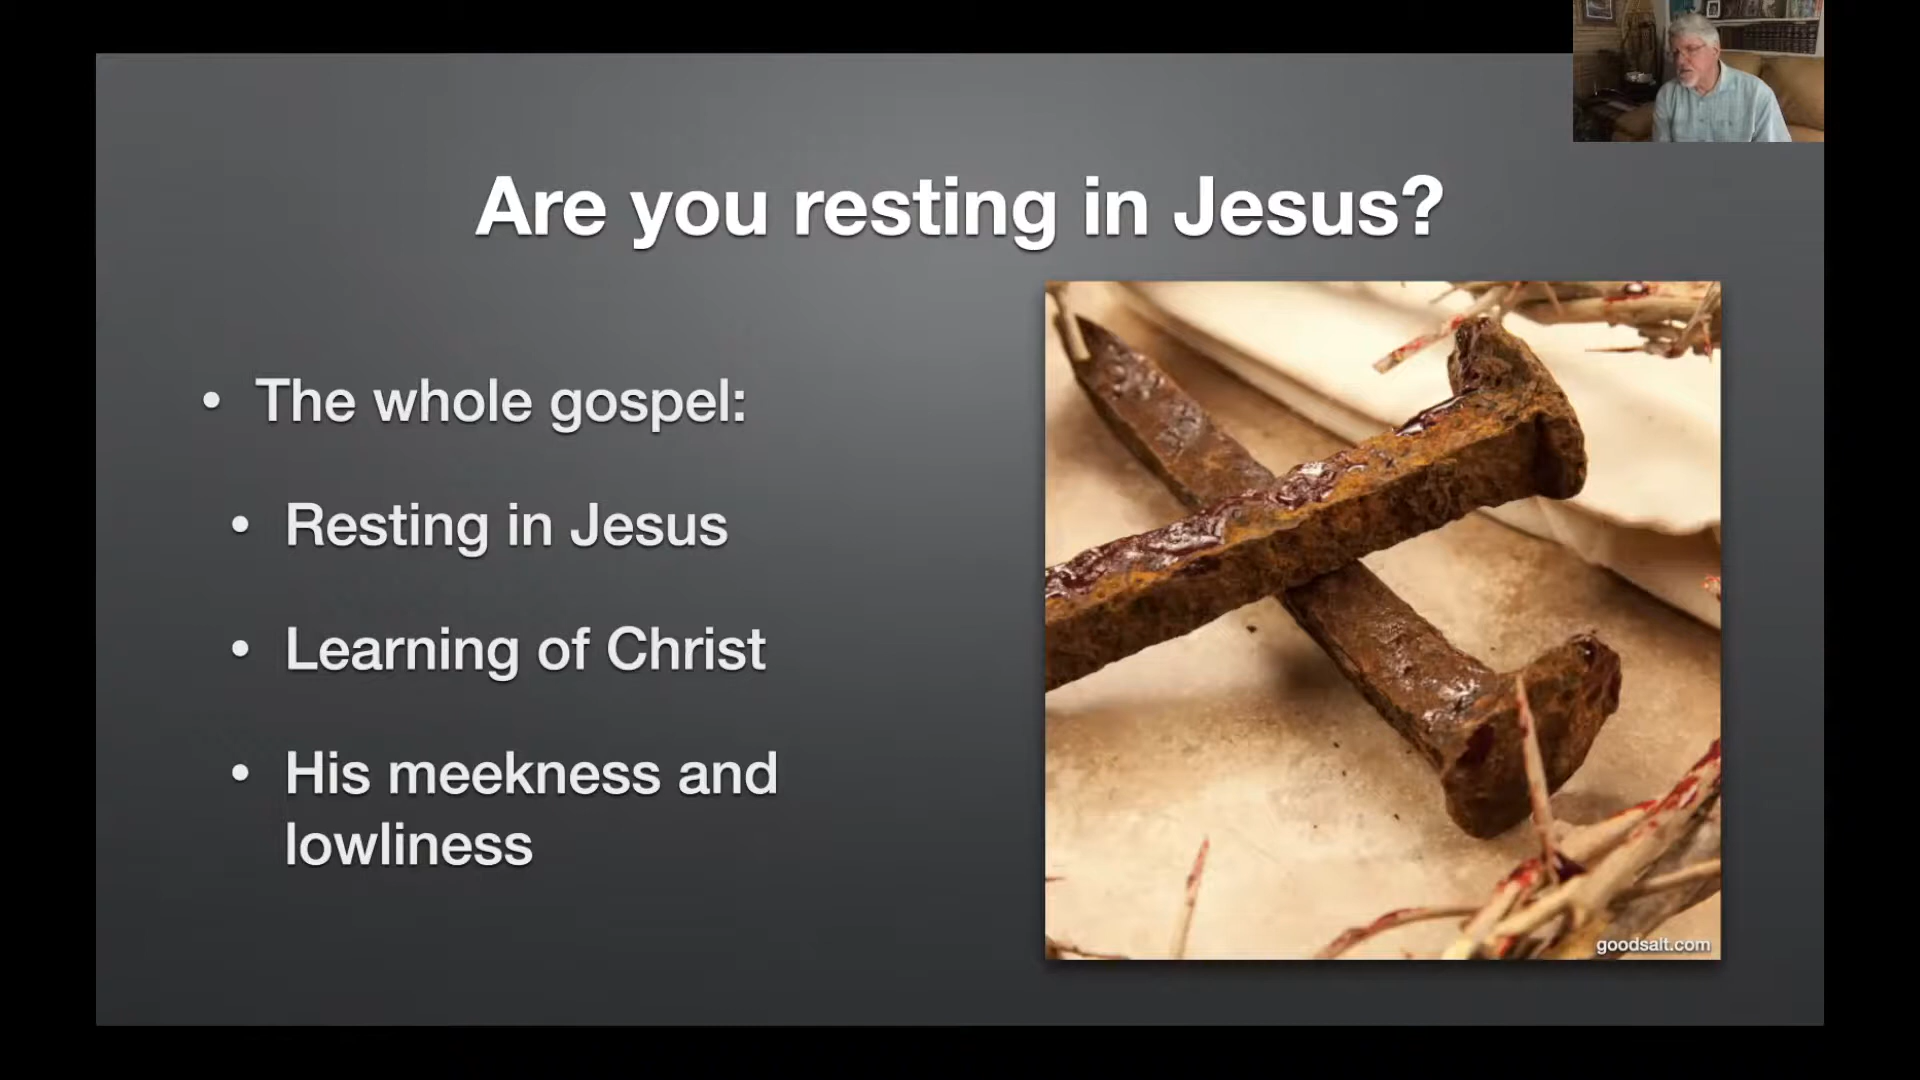 Are you resting in Jesus?
• The whole gospel:
• Resting in Jesus
• Learning of Christ
• His meekness and
lowliness
goodsalt.com